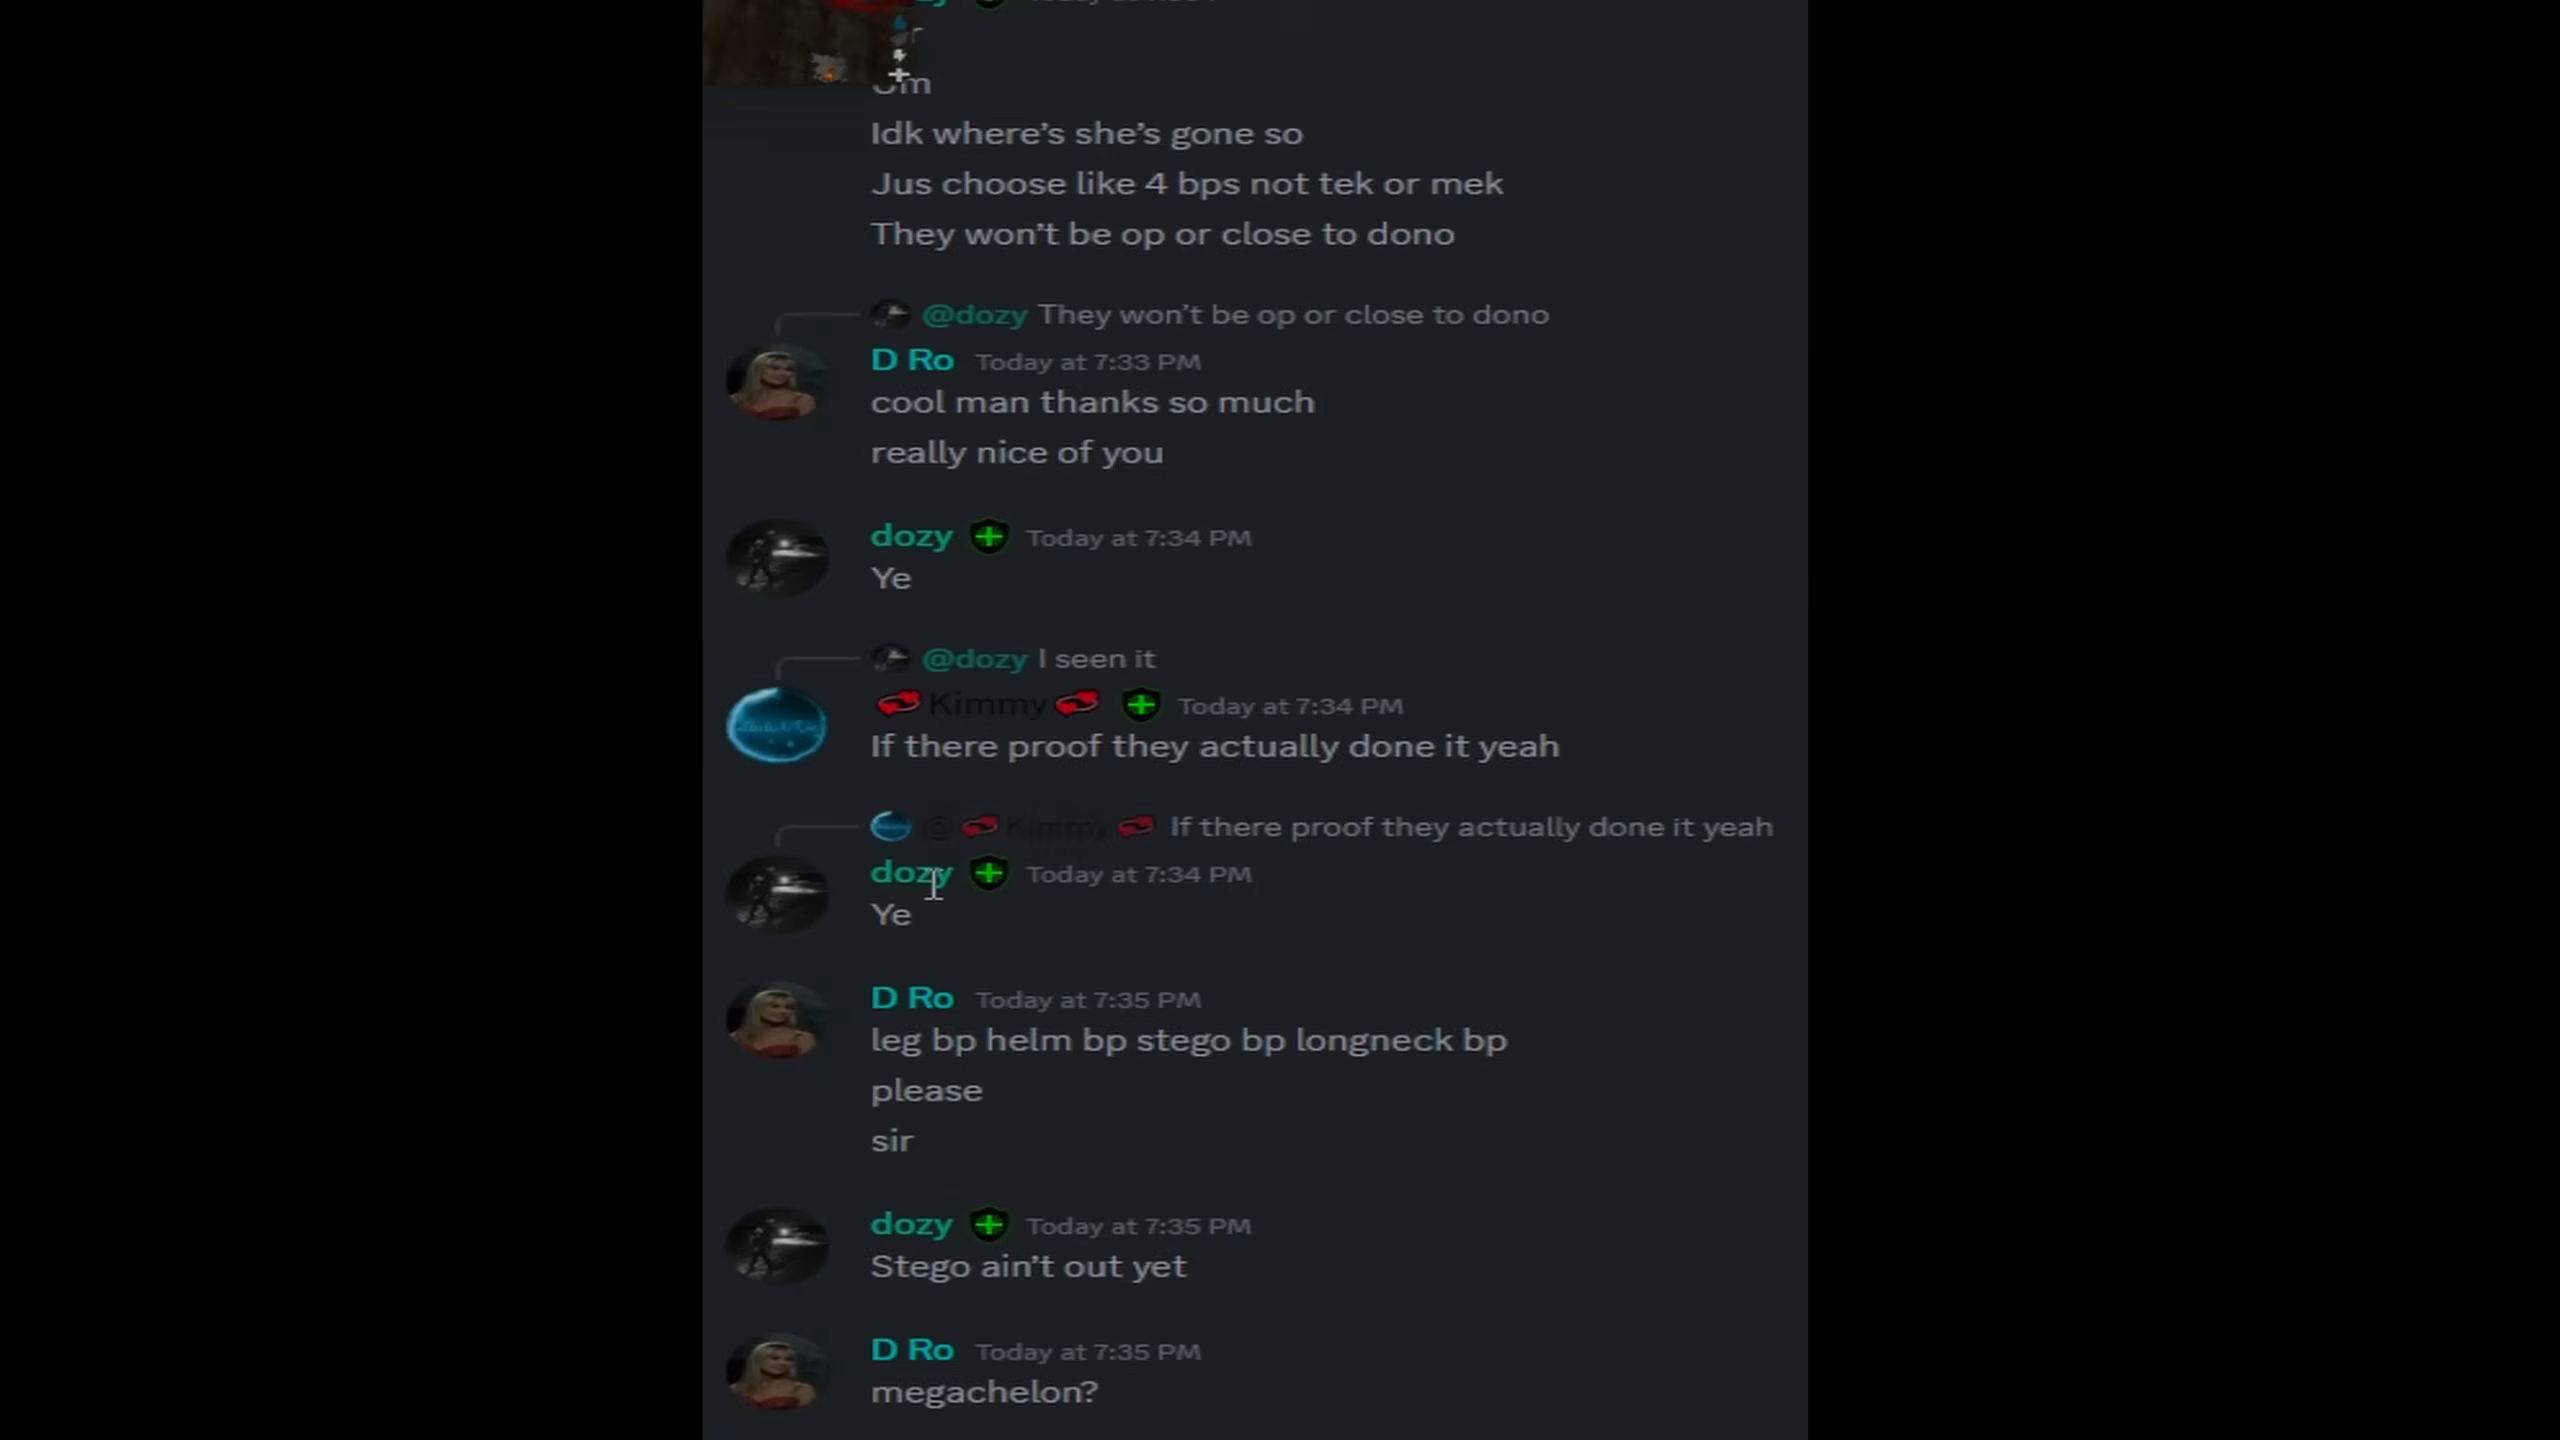 Idk where's she's gone so
Jus choose like 4 bps not tek or mek
They won't be op or close to dono
@dozy They won't be op or close to dono
D Ro Today at 7:33 PM
cool man thanks so much
really nice of you
dozy Today at 7:34 PM
Ye
@dozy I seen it
Kimmy Today at 7:34 PM
If there proof they actually done it yeah
@ Kimmy If there proof they actually done it yeah
dozy Today at 7:34 PM
Ye
D Ro Today at 7:35 PM
leg bp helm bp stego bp longneck bp
please
sir
dozy Today at 7:35 PM
Stego ain't out yet
D Ro Today at 7:35 PM
megachelon?